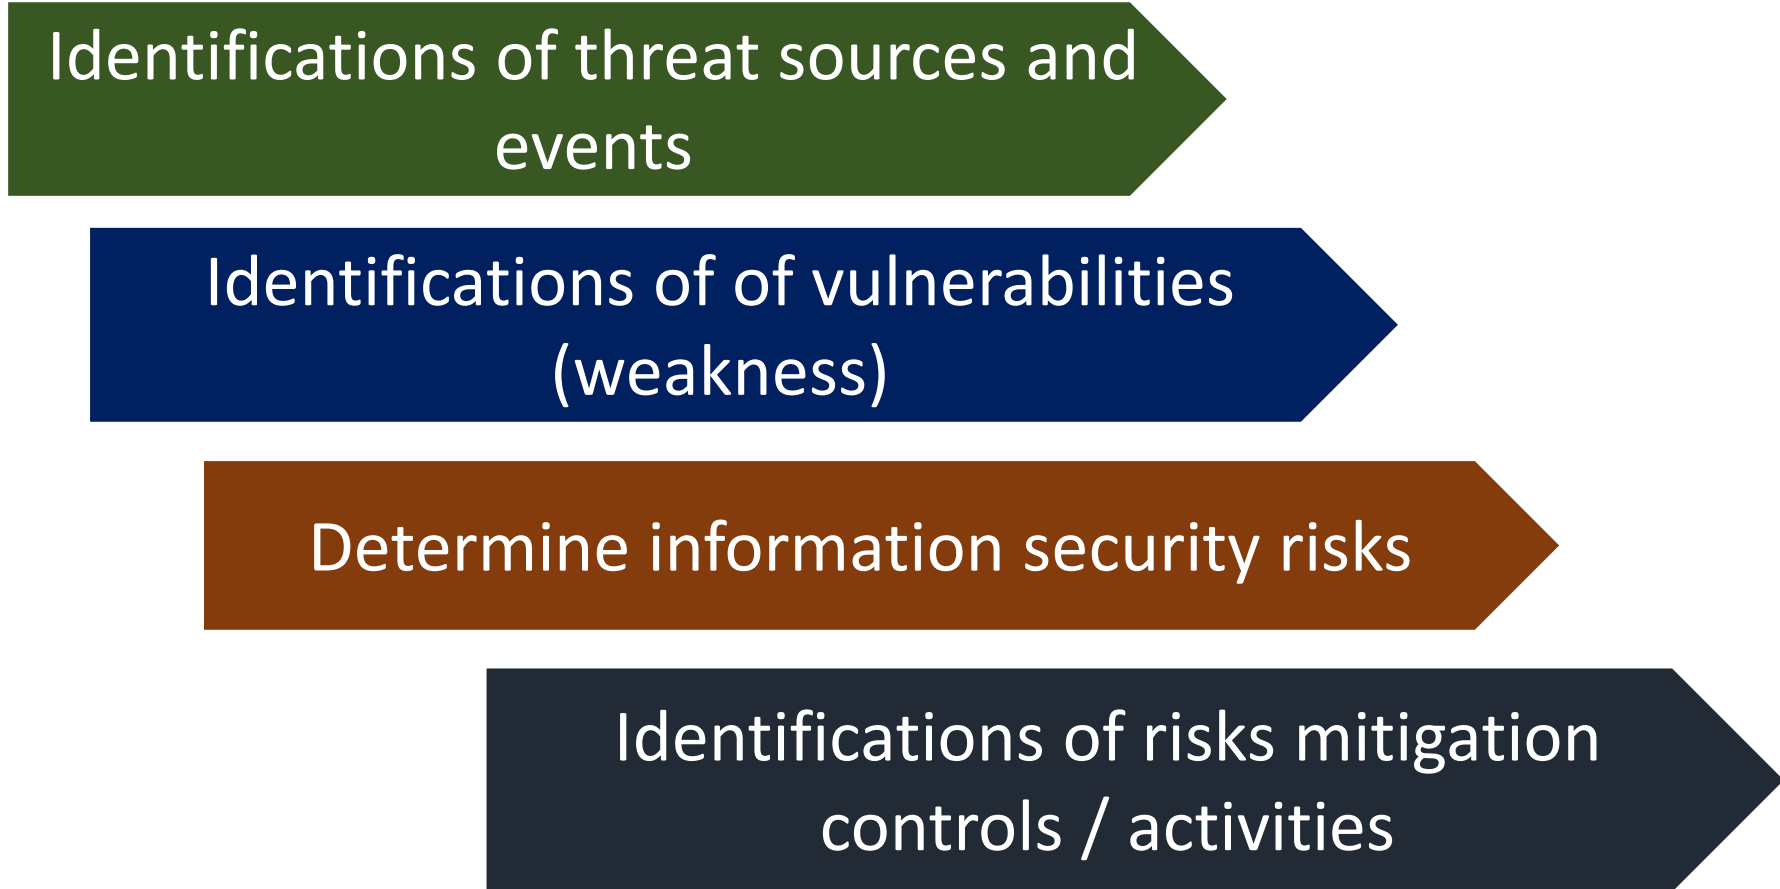 Identifications of threat sources and
events
Identifications of of vulnerabilities
(weakness)
Determine information security risks
Identifications of risks mitigation
controls / activities